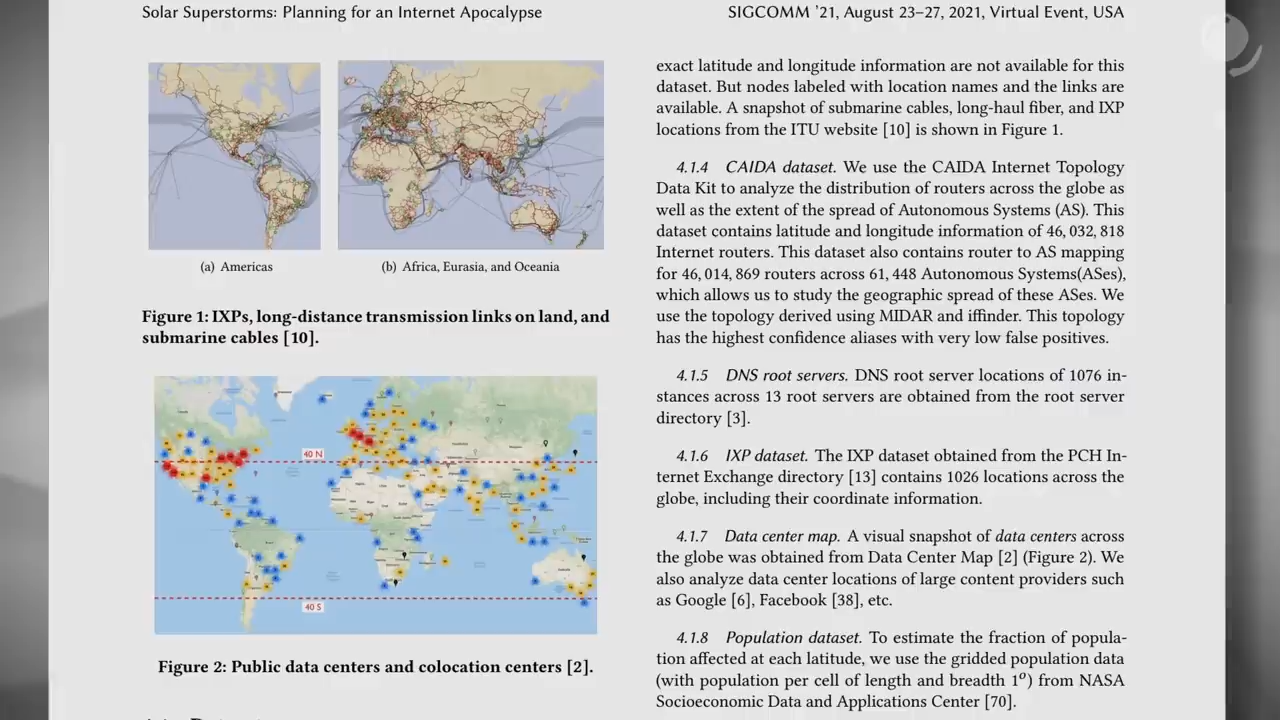 Solar Superstorms: Planning for an Internet Apocalypse
SIGCOMM '21, August 23–27, 2021, Virtual Event, USA
(a) Americas
(b) Africa, Eurasia, and Oceania
Figure 1: IXPs, long-distance transmission links on land, and
submarine cables [10].
40 N
40 S
Figure 2: Public data centers and colocation centers [2].
exact latitude and longitude information are not available for this
dataset. But nodes labeled with location names and the links are
available. A snapshot of submarine cables, long-haul fiber, and IXP
locations from the ITU website [10] is shown in Figure 1.
4.1.4 CAIDA dataset. We use the CAIDA Internet Topology
Data Kit to analyze the distribution of routers across the globe as
well as the extent of the spread of Autonomous Systems (AS). This
dataset contains latitude and longitude information of 46, 032, 818
Internet routers. This dataset also contains router to AS mapping
for 46, 014, 869 routers across 61, 448 Autonomous Systems(ASes),
which allows us to study the geographic spread of these ASes. We
use the topology derived using MIDAR and iffinder. This topology
has the highest confidence aliases with very low false positives.
4.1.5 DNS root servers. DNS root server locations of 1076 in-
stances across 13 root servers are obtained from the root server
directory [3].
4.1.6 IXP dataset. The IXP dataset obtained from the PCH In-
ternet Exchange directory [13] contains 1026 locations across the
globe, including their coordinate information.
4.1.7 Data center map. A visual snapshot of data centers across
the globe was obtained from Data Center Map [2] (Figure 2). We
also analyze data center locations of large content providers such
as Google [6], Facebook [38], etc.
4.1.8 Population dataset. To estimate the fraction of popula-
tion affected at each latitude, we use the gridded population data
(with population per cell of length and breadth 1º) from NASA
Socioeconomic Data and Applications Center [70].